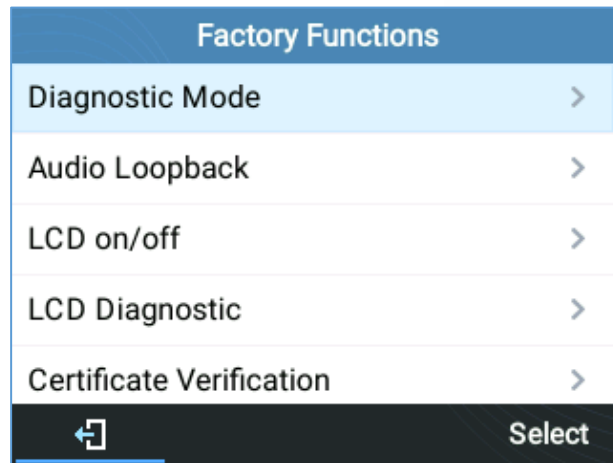 Factory Functions
Diagnostic Mode
Audio Loopback
LCD on/off
LCD Diagnostic
Certificate Verification
Select